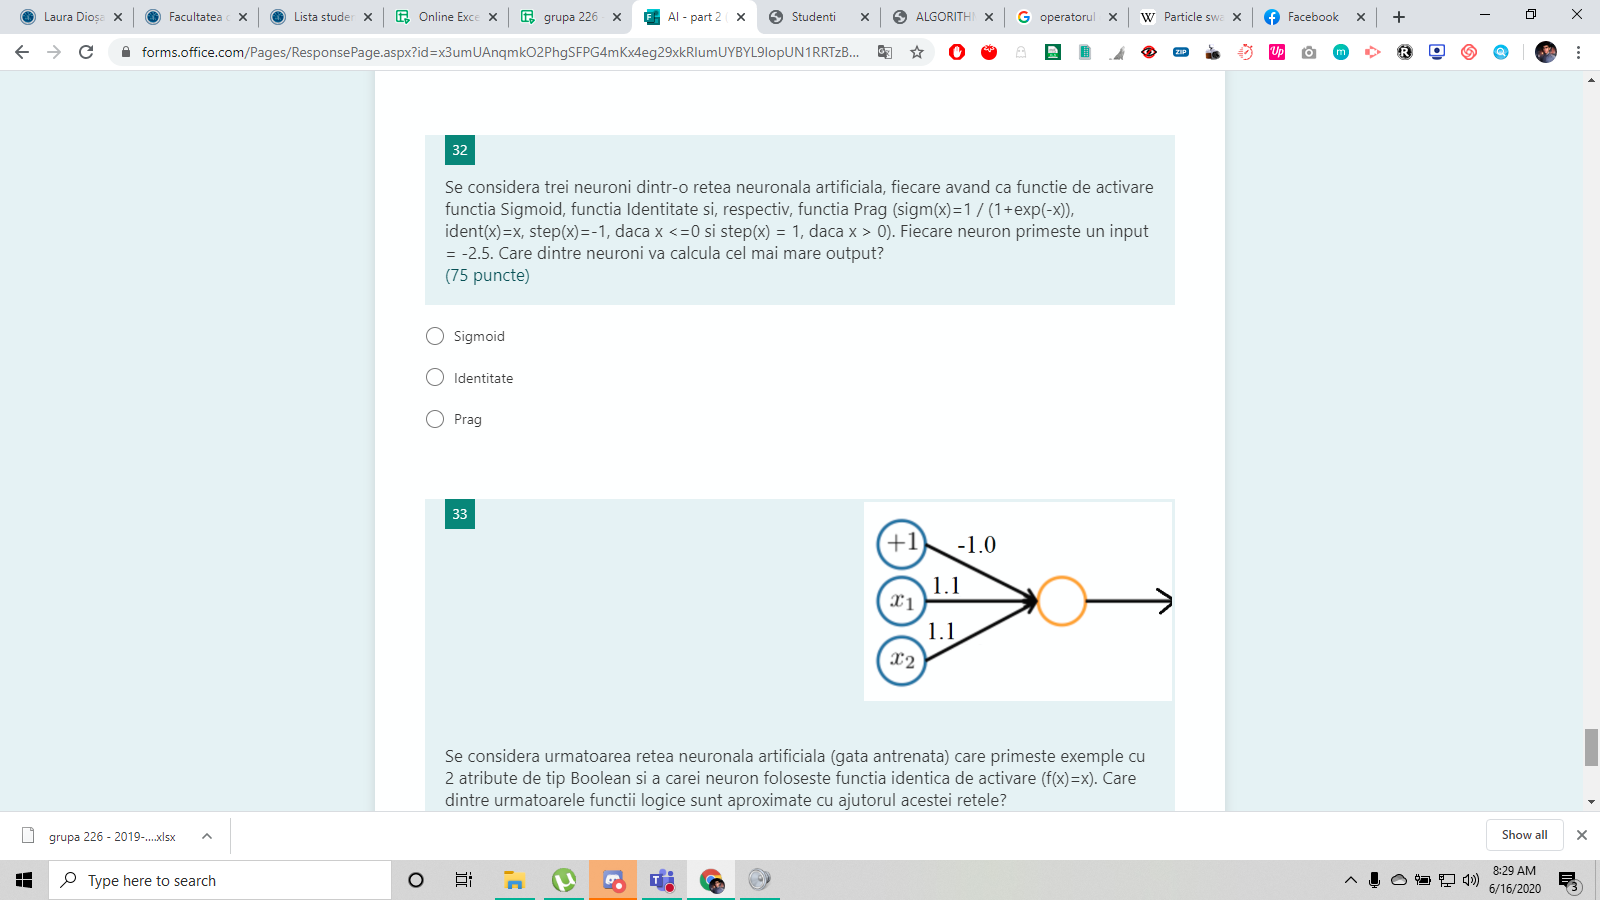 Laura Dioșa
Facultatea d
Lista studen
Online Exce
grupa 226 -
AI - part 2 (
Studenti
ALGORITHM
operatorul
Particle swa
Facebook
forms.office.com/Pages/ResponsePage.aspx?id=x3umUAnqmkO2PhgSFPG4mKx4eg29xkRIumUYBYL9IopUN1RRTzB...
32
Se considera trei neuroni dintr-o retea neuronala artificiala, fiecare avand ca functie de activare
functia Sigmoid, functia Identitate si, respectiv, functia Prag (sigm(x)=1 / (1+exp(-x)),
ident(x)=x, step(x)=-1, daca x <=0 si step(x) = 1, daca x > 0). Fiecare neuron primeste un input
= -2.5. Care dintre neuroni va calcula cel mai mare output?
(75 puncte)
Sigmoid
Identitate
Prag
33
+1
-1.0
x1
1.1
x2
1.1
Se considera urmatoarea retea neuronala artificiala (gata antrenata) care primeste exemple cu
2 atribute de tip Boolean si a carei neuron foloseste functia identica de activare (f(x)=x). Care
dintre urmatoarele functii logice sunt aproximate cu ajutorul acestei retele?
grupa 226 - 2019-....xlsx
Show all
Type here to search
8:29 AM
6/16/2020
3